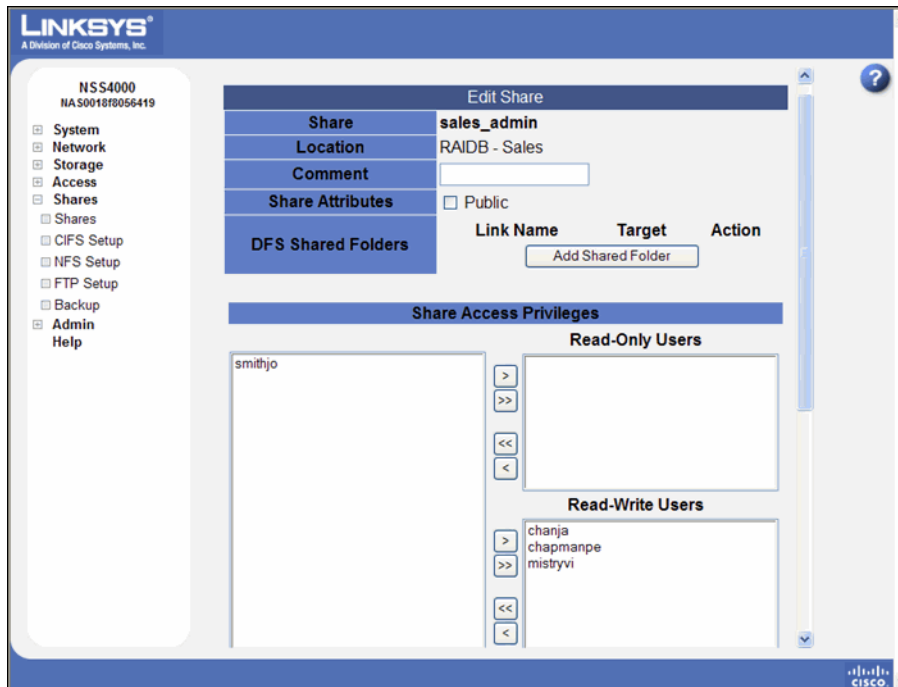 LINKSYS®
A Division of Cisco Systems, Inc.
NSS4000
NAS0018f8056419
System
Network
Storage
Access
Shares
Shares
CIFS Setup
NFS Setup
FTP Setup
Backup
Admin
Help
?
Edit Share
Share sales_admin
Location RAIDB - Sales
Comment
Share Attributes Public
DFS Shared Folders
Link Name Target Action
Add Shared Folder
Share Access Privileges
Read-Only Users
smithjo
>
>>
<<
<
Read-Write Users
chanja
chapmanpe
mistryvi
>
>>
<<
<
CISCO.